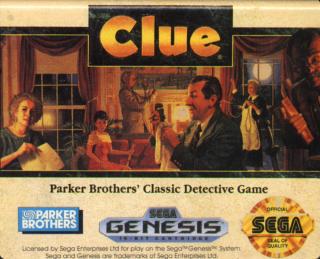 Clue®
Parker Brothers' Classic Detective Game
PARKER
BROTHERS
SEGA
GENESIS
16-BIT CARTRIDGE
OFFICIAL
SEGA
SEAL OF
QUALITY
Licensed by Sega Enterprises Ltd for play on the Sega™ Genesis™ System.
Sega and Genesis are trademarks of Sega Enterprises Ltd.